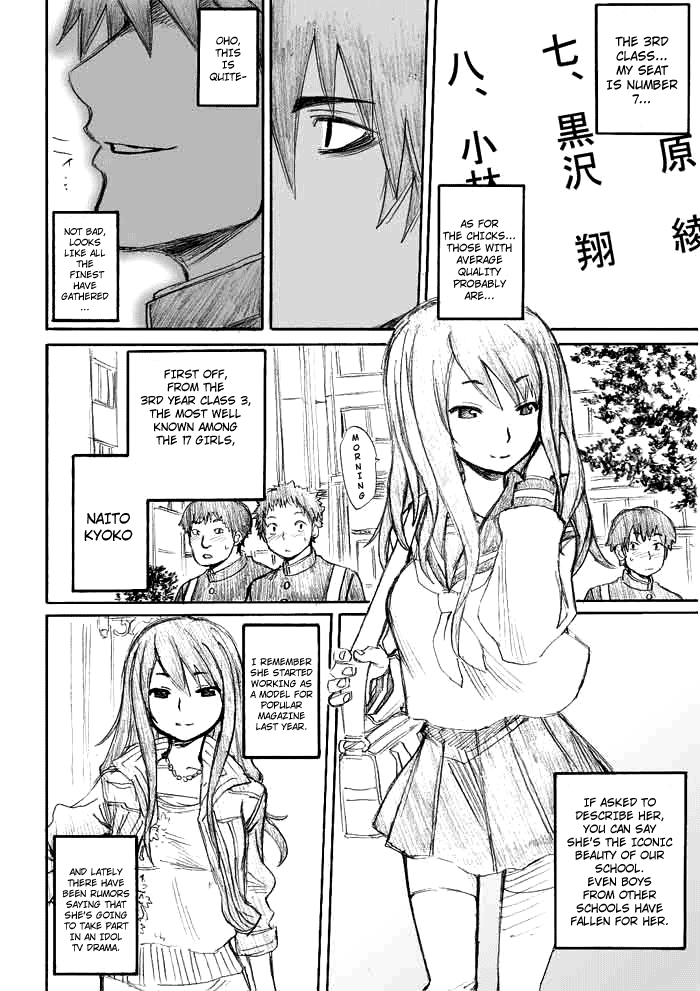 THE 3RD
CLASS...
MY SEAT
IS NUMBER
7...
原
綾
七、黒沢
翔
八、小林
AS FOR
THE CHICKS...
THOSE WITH
AVERAGE
QUALITY
PROBABLY
ARE...
OHO,
THIS
IS
QUITE-
NOT BAD,
LOOKS
LIKE ALL
THE
FINEST
HAVE
GATHERED
...
FIRST OFF,
FROM THE
3RD YEAR CLASS 3,
THE MOST WELL
KNOWN AMONG
THE 17 GIRLS,
NAITO
KYOKO
MORNING
IF ASKED TO
DESCRIBE HER,
YOU CAN SAY
SHE'S THE ICONIC
BEAUTY OF OUR
SCHOOL.
EVEN BOYS
FROM OTHER
SCHOOLS HAVE
FALLEN FOR HER.
I REMEMBER
SHE STARTED
WORKING AS
A MODEL FOR
POPULAR
MAGAZINE
LAST YEAR.
AND LATELY
THERE HAVE
BEEN RUMORS
SAYING THAT
SHE'S GOING
TO TAKE PART
IN AN IDOL
TV DRAMA.